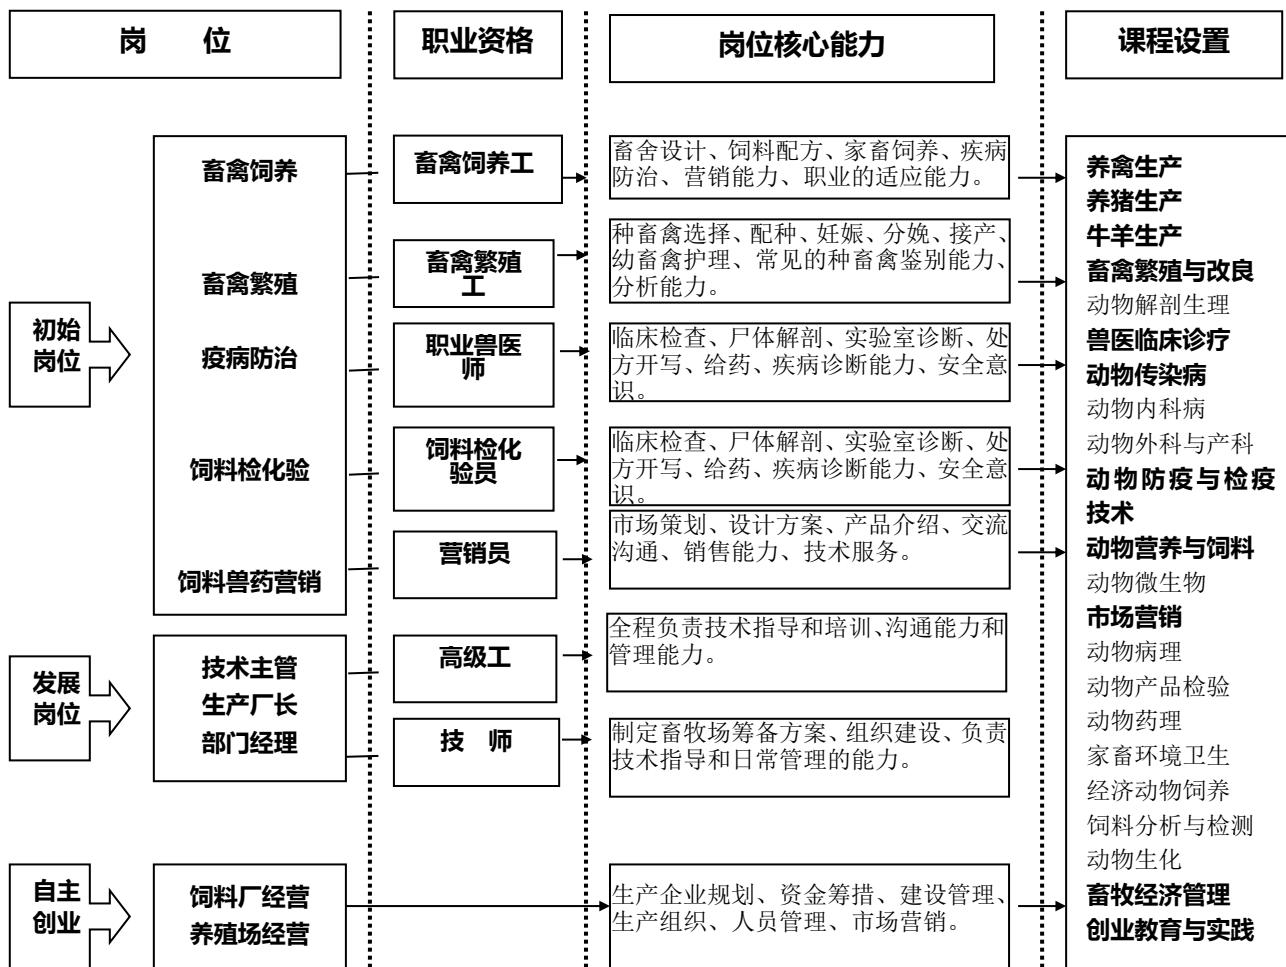 岗 位
职业资格
岗位核心能力
课程设置
初始
岗位
畜禽饲养
畜禽繁殖
疫病防治
饲料检化验
饲料兽药营销
畜禽饲养工
畜禽繁殖
工
职业兽医
师
饲料检化
验员
营销员
畜舍设计、饲料配方、家畜饲养、疾病
防治、营销能力、职业的适应能力。
种畜禽选择、配种、妊娠、分娩、接产、
幼畜禽护理、常见的种畜禽鉴别能力、
分析能力。
临床检查、尸体解剖、实验室诊断、处
方开写、给药、疾病诊断能力、安全意
识。
临床检查、尸体解剖、实验室诊断、处
方开写、给药、疾病诊断能力、安全意
识。
市场策划、设计方案、产品介绍、交流
沟通、销售能力、技术服务。
发展
岗位
技术主管
生产厂长
部门经理
高级工
技 师
全程负责技术指导和培训、沟通能力和
管理能力。
制定畜牧场筹备方案、组织建设、负责
技术指导和日常管理的能力。
自主
创业
饲料厂经营
养殖场经营
生产企业规划、资金筹措、建设管理、
生产组织、人员管理、市场营销。
养禽生产
养猪生产
牛羊生产
畜禽繁殖与改良
动物解剖生理
兽医临床诊疗
动物传染病
动物内科病
动物外科与产科
动物防疫与检疫
技术
动物营养与饲料
动物微生物
市场营销
动物病理
动物产品检验
动物药理
家畜环境卫生
经济动物饲养
饲料分析与检测
动物生化
畜牧经济管理
创业教育与实践